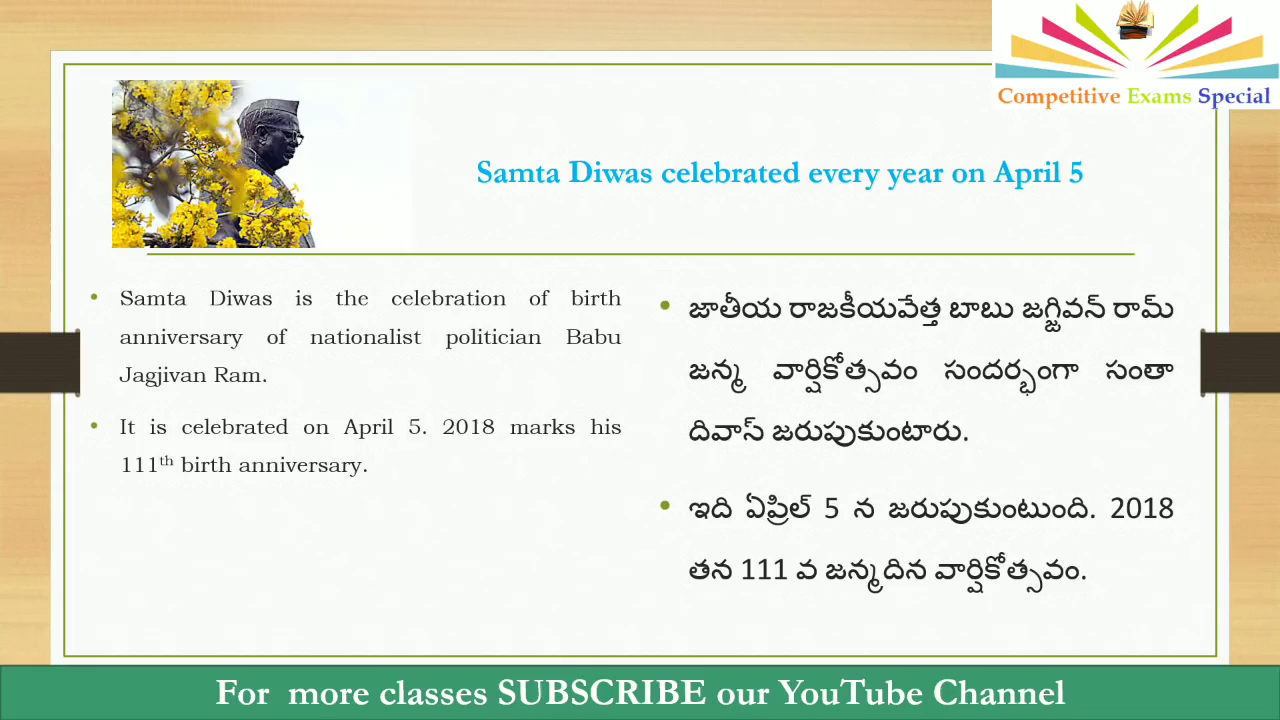 Competitive Exams Special
Samta Diwas celebrated every year on April 5
• Samta Diwas is the celebration of birth
anniversary of nationalist politician Babu
Jagjivan Ram.
• It is celebrated on April 5. 2018 marks his
111th birth anniversary.
• జాతీయ రాజకీయవేత్త బాబు జగ్జివన్ రామ్
జన్మ వార్షికోత్సవం సందర్భంగా సంతా
దివాస్ జరుపుకుంటారు.
• ఇది ఏప్రిల్ 5 న జరుపుకుంటుంది. 2018
తన 111 వ జన్మదిన వార్షికోత్సవం.
For more classes SUBSCRIBE our YouTube Channel